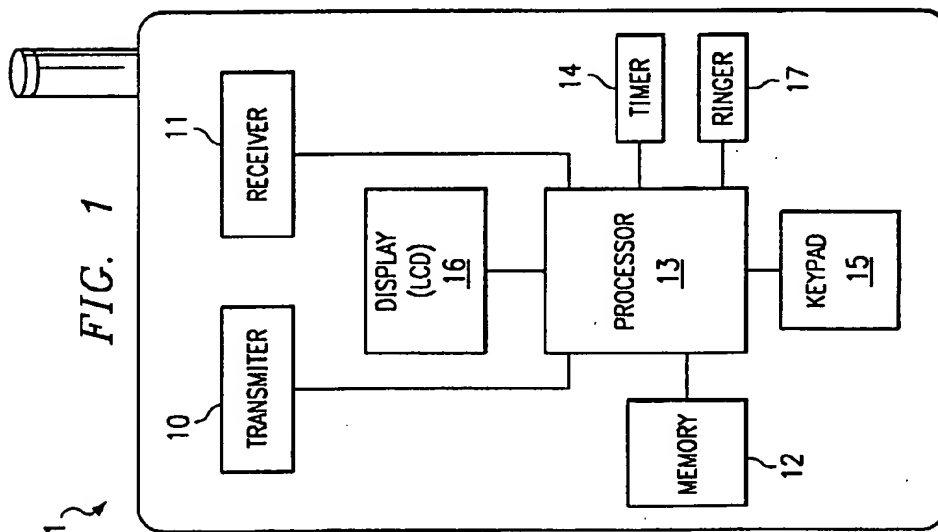 FIG. 1
1
10
TRANSMITER
11
RECEIVER
DISPLAY
(LCD)
16
14
TIMER
PROCESSOR
13
RINGER
17
MEMORY
12
KEYPAD
15